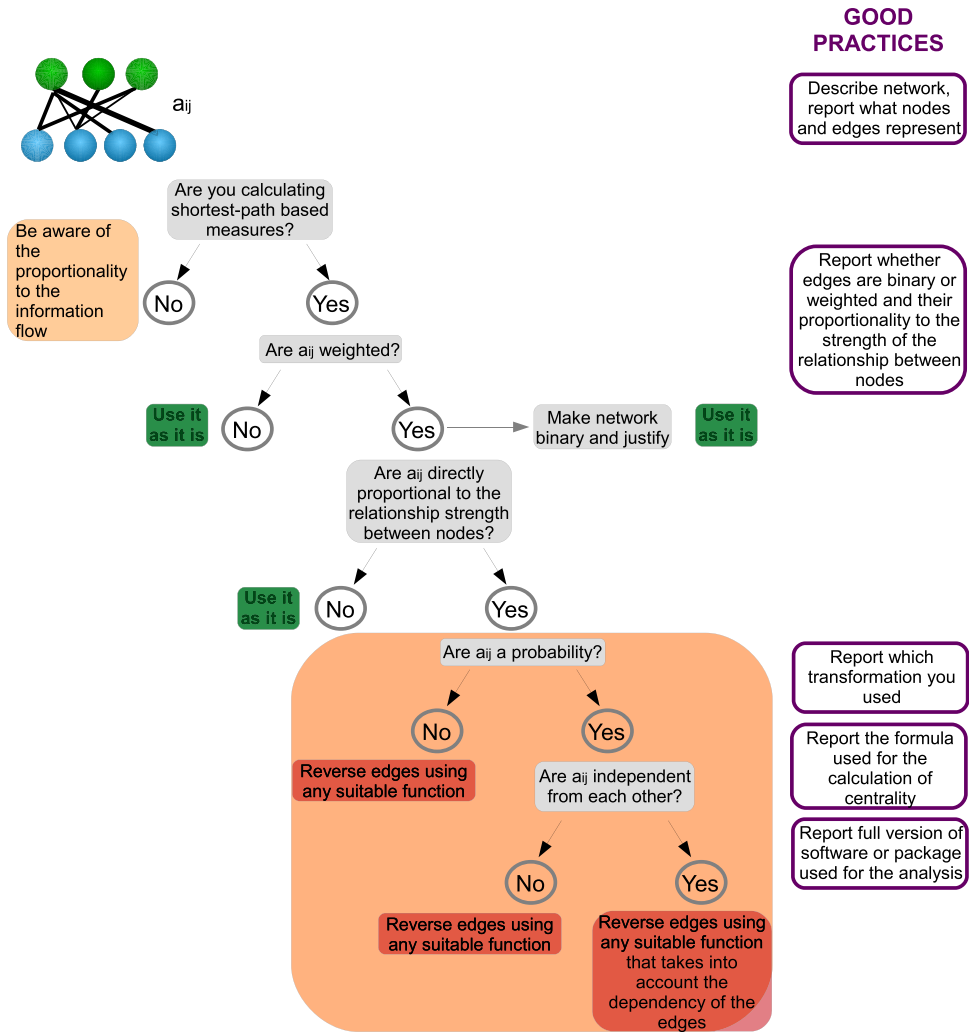 GOOD
PRACTICES
aij
Describe network,
report what nodes
and edges represent
Are you calculating
shortest-path based
measures?
Be aware of
the
proportionality
to the
information
flow
No
Yes
Report whether
edges are binary or
weighted and their
proportionality to the
strength of the
relationship between
nodes
Are aij weighted?
Use it
as it is
No
Yes
Make network
binary and justify
Use it
as it is
Are aij directly
proportional to the
relationship strength
between nodes?
Use it
as it is
No
Yes
Are aij a probability?
Report which
transformation you
used
No
Yes
Report the formula
used for the
calculation of
centrality
Reverse edges using
any suitable function
Are aij independent
from each other?
Report full version of
software or package
used for the analysis
No
Yes
Reverse edges using
any suitable function
Reverse edges using
any suitable function
that takes into
account the
dependency of the
edges